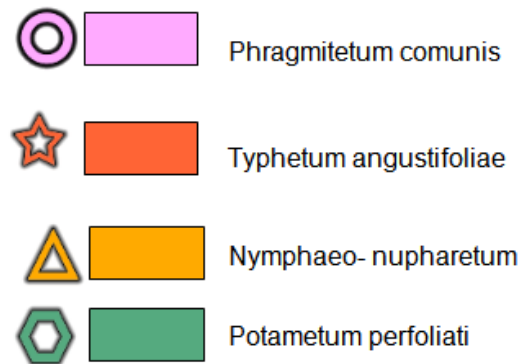 Phragmitetum comunis
Typhetum angustifoliae
Nymphaeo- nupharetum
Potametum perfoliati